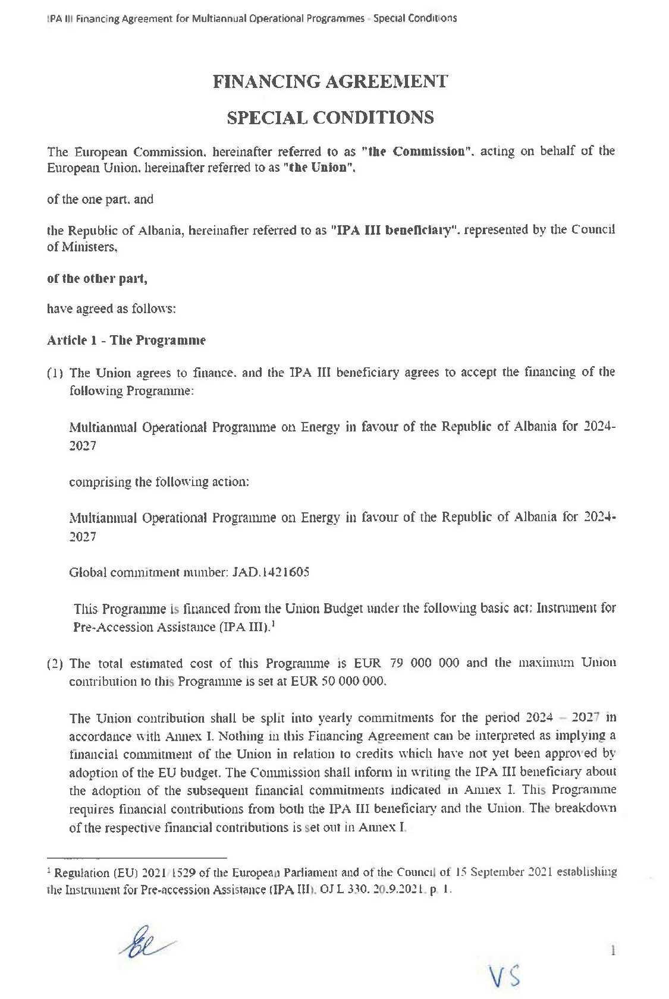 IPA III Financing Agreement for Multiannual Operational Programmes - Special Conditions
FINANCING AGREEMENT
SPECIAL CONDITIONS
The European Commission, hereinafter referred to as "the Commission", acting on behalf of the
European Union, hereinafter referred to as "the Union",
of the one part, and
the Republic of Albania, hereinafter referred to as "IPA III beneficiary", represented by the Council
of Ministers,
of the other part,
have agreed as follows:
Article 1 - The Programme
(1) The Union agrees to finance, and the IPA III beneficiary agrees to accept the financing of the
following Programme:
Multiannual Operational Programme on Energy in favour of the Republic of Albania for 2024-
2027
comprising the following action:
Multiannual Operational Programme on Energy in favour of the Republic of Albania for 2024-
2027
Global commitment number: JAD.1421605
This Programme is financed from the Union Budget under the following basic act: Instrument for
Pre-Accession Assistance (IPA III).¹
(2) The total estimated cost of this Programme is EUR 79 000 000 and the maximum Union
contribution to this Programme is set at EUR 50 000 000.
The Union contribution shall be split into yearly commitments for the period 2024 – 2027 in
accordance with Annex I. Nothing in this Financing Agreement can be interpreted as implying a
financial commitment of the Union in relation to credits which have not yet been approved by
adoption of the EU budget. The Commission shall inform in writing the IPA III beneficiary about
the adoption of the subsequent financial commitments indicated in Annex I. This Programme
requires financial contributions from both the IPA III beneficiary and the Union. The breakdown
of the respective financial contributions is set out in Annex I.
¹ Regulation (EU) 2021/1529 of the European Parliament and of the Council of 15 September 2021 establishing
the Instrument for Pre-accession Assistance (IPA III), OJ L 330, 20.9.2021, p. 1.
1
VS